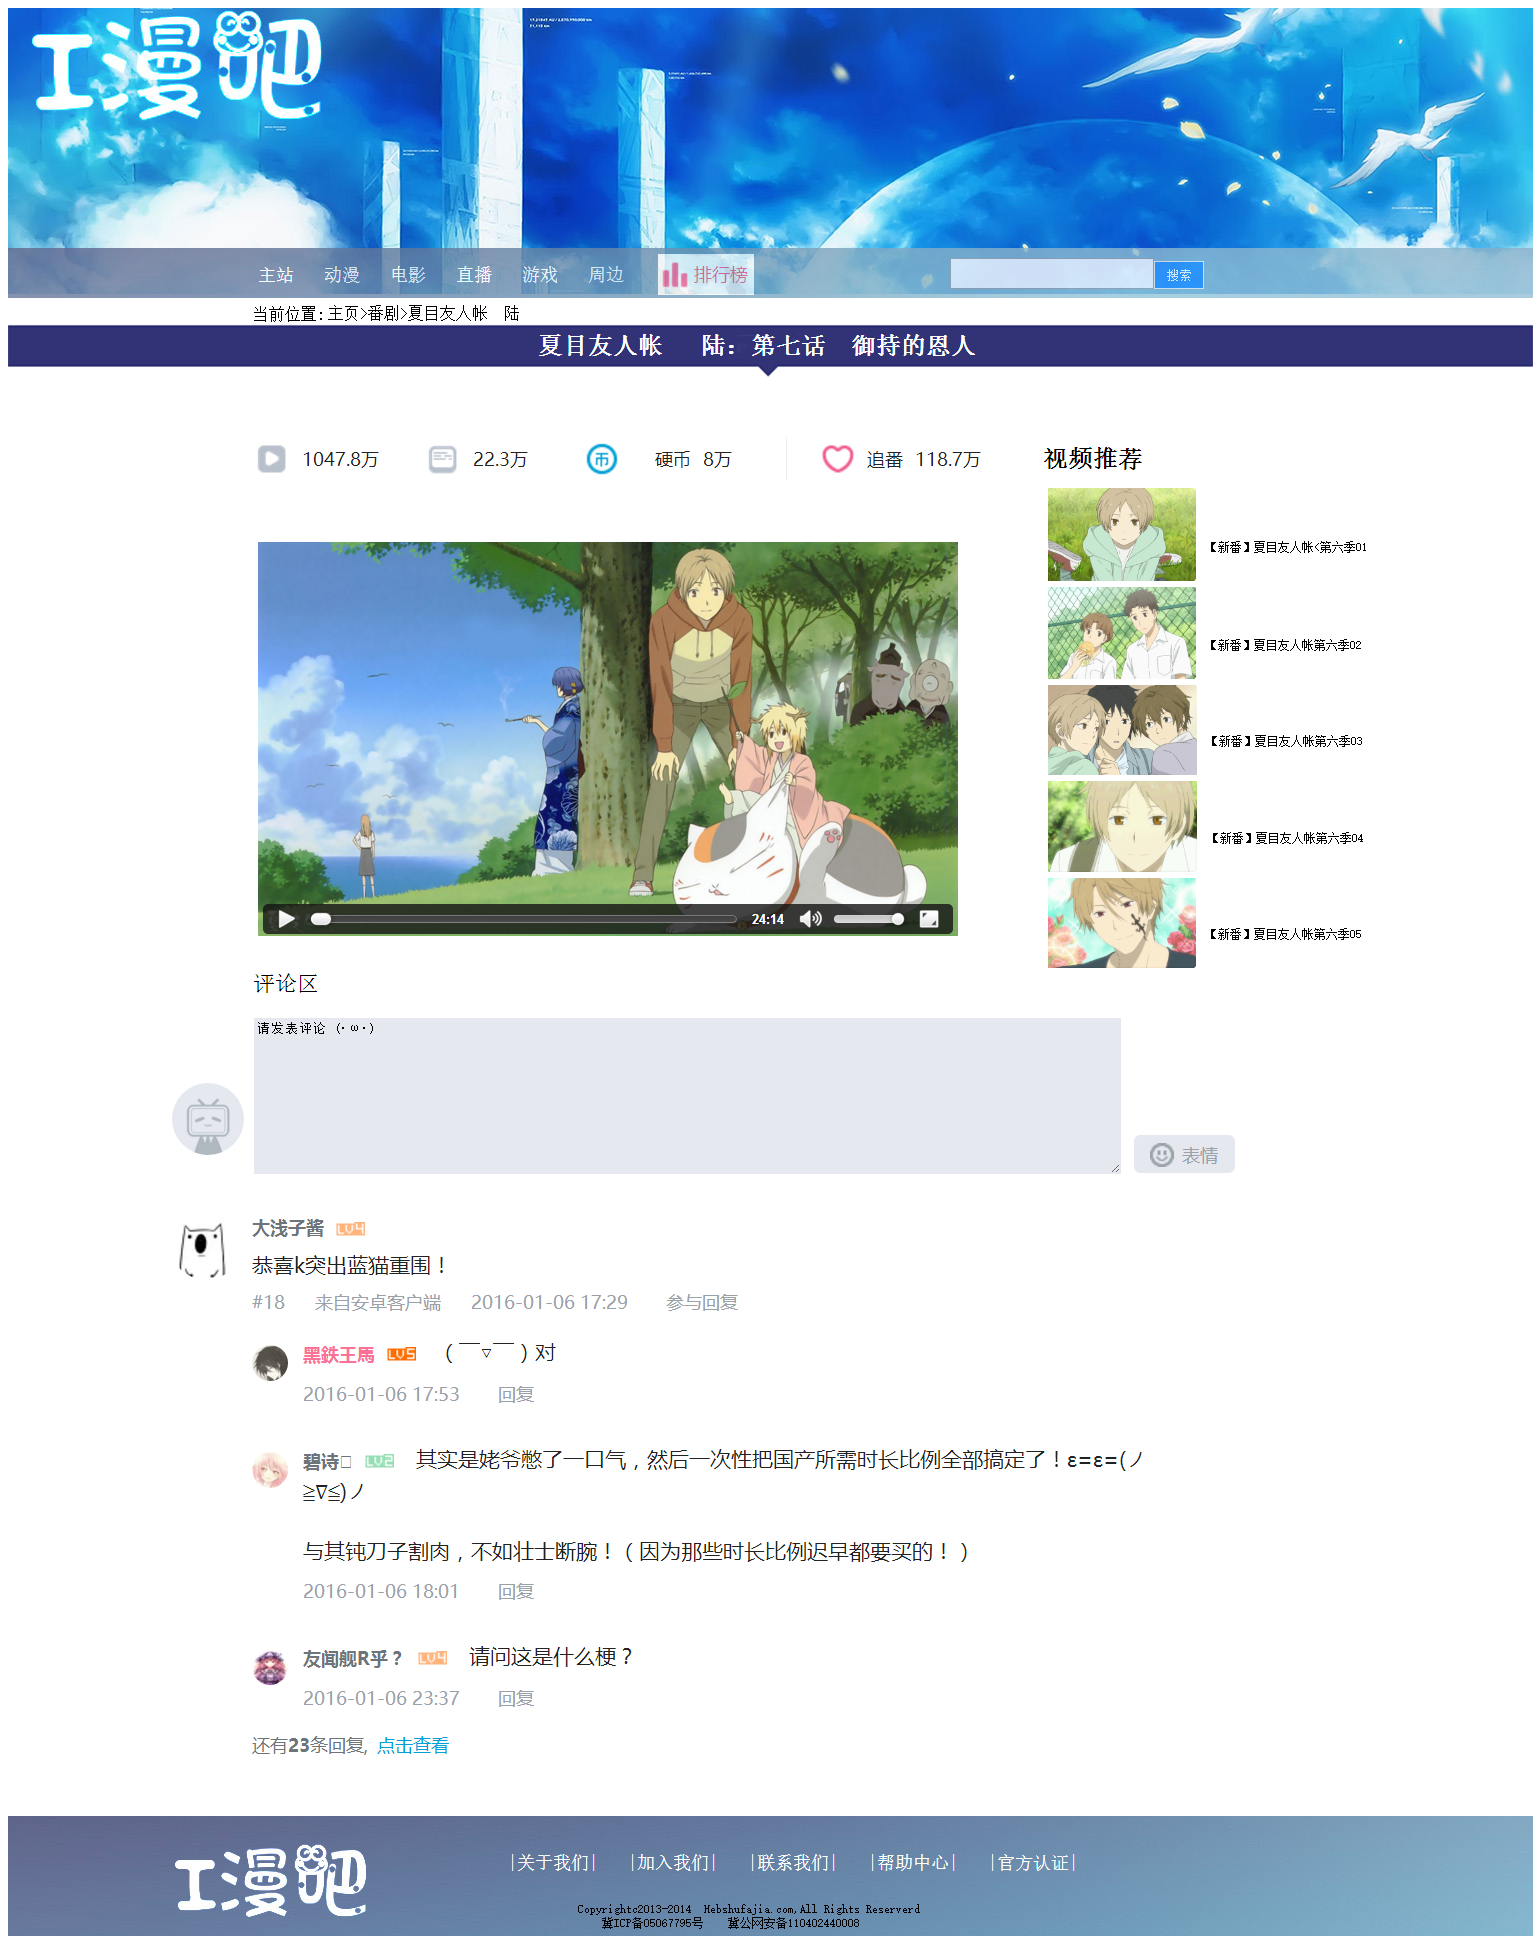 工漫吧
主站 动漫 电影 直播 游戏 周边 排行榜 搜索
当前位置:主页>番剧>夏目友人帐 陆
夏目友人帐 陆：第七话 御持的恩人
1047.8万 22.3万 币 硬币 8万 追番 118.7万
视频推荐
【新番】夏目友人帐<第六季01
【新番】夏目友人帐第六季02
【新番】夏目友人帐第六季03
【新番】夏目友人帐第六季04
【新番】夏目友人帐第六季05
24:14
评论区
请发表评论 (·ω·)
表情
大浅子酱 LV4
恭喜k突出蓝猫重围！
#18 来自安卓客户端 2016-01-06 17:29 参与回复
黑鉄王馬 LV5 （￣▽￣）对
2016-01-06 17:53 回复
碧诗 LV2 其实是姥爷憋了一口气，然后一次性把国产所需时长比例全部搞定了！ε=ε=(ノ
≧∇≦)ノ
与其钝刀子割肉，不如壮士断腕！（因为那些时长比例迟早都要买的！）
2016-01-06 18:01 回复
友闻舰R乎？ LV4 请问这是什么梗？
2016-01-06 23:37 回复
还有23条回复, 点击查看
工漫吧
|关于我们| |加入我们| |联系我们| |帮助中心| |官方认证|
Copyrightc2013-2014 Hebshufajia.com,All Rights Reserverd
冀ICP备05067795号 冀公网安备110402440008